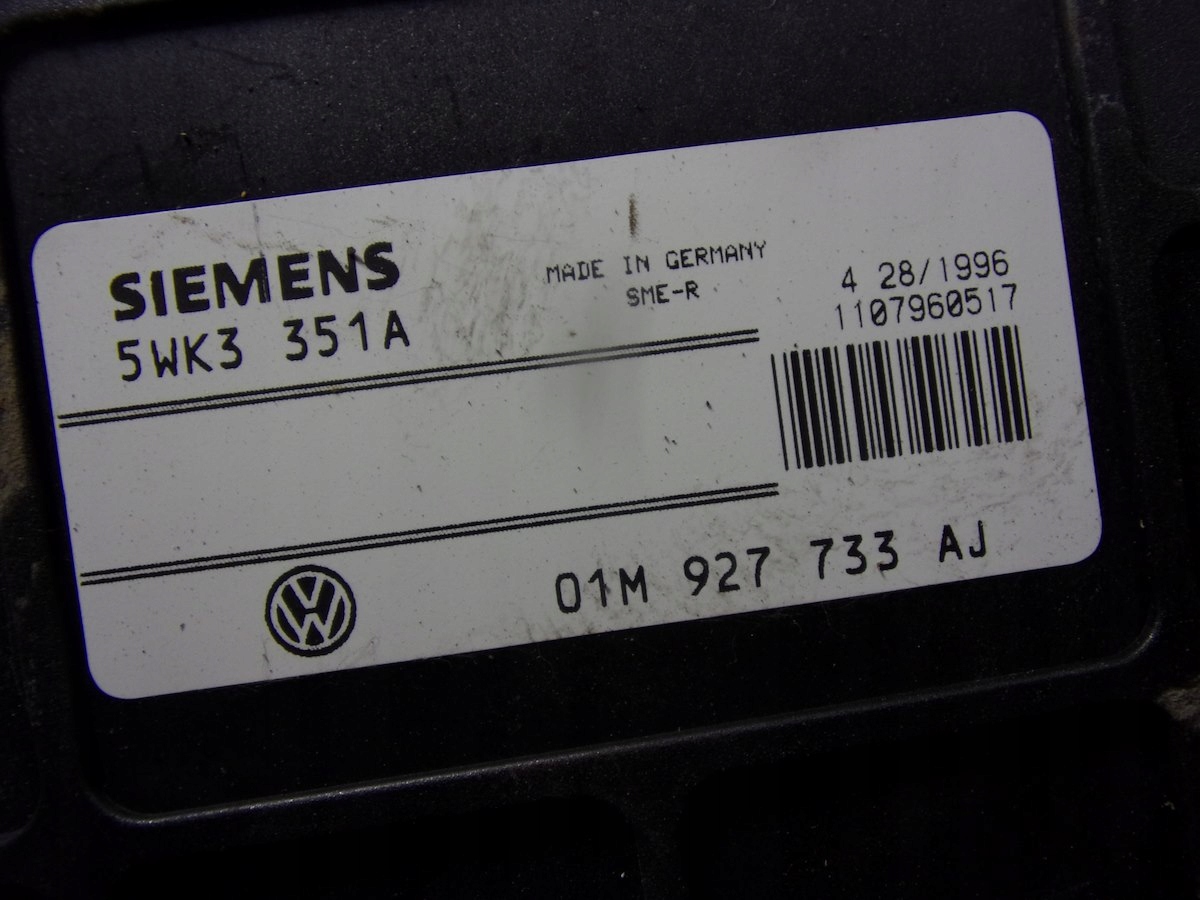 SIEMENS
5WK3 351A
MADE IN GERMANY
SME-R
4 28/1996
1107960517
01M 927 733 AJ